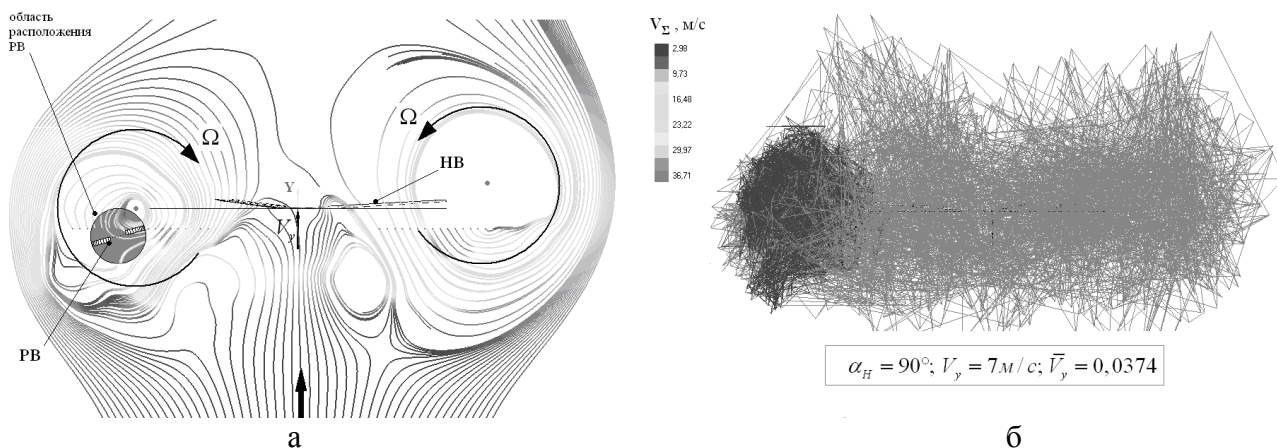 область
расположения
РВ
Ω
Ω
НВ
Y
V_y
РВ
а
V_Σ , м/с
2,98
9,73
16,48
23,22
29,97
36,71
α_H = 90°; V_y = 7 м / с; V̅_y = 0,0374
б